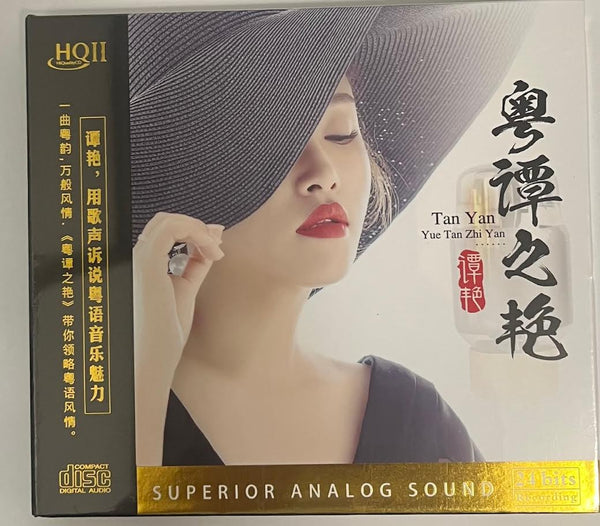 HQII
HiQualityCD
谭艳,用歌声诉说粤语音乐魅力
一曲粤韵,万般风情.《粤谭之艳》带你领略粤语风情。
COMPACT
disc
DIGITAL AUDIO
粤谭之艳
Tan Yan
Yue Tan Zhi Yan
......
谭艳
SUPERIOR ANALOG SOUND
24 bits
Recording